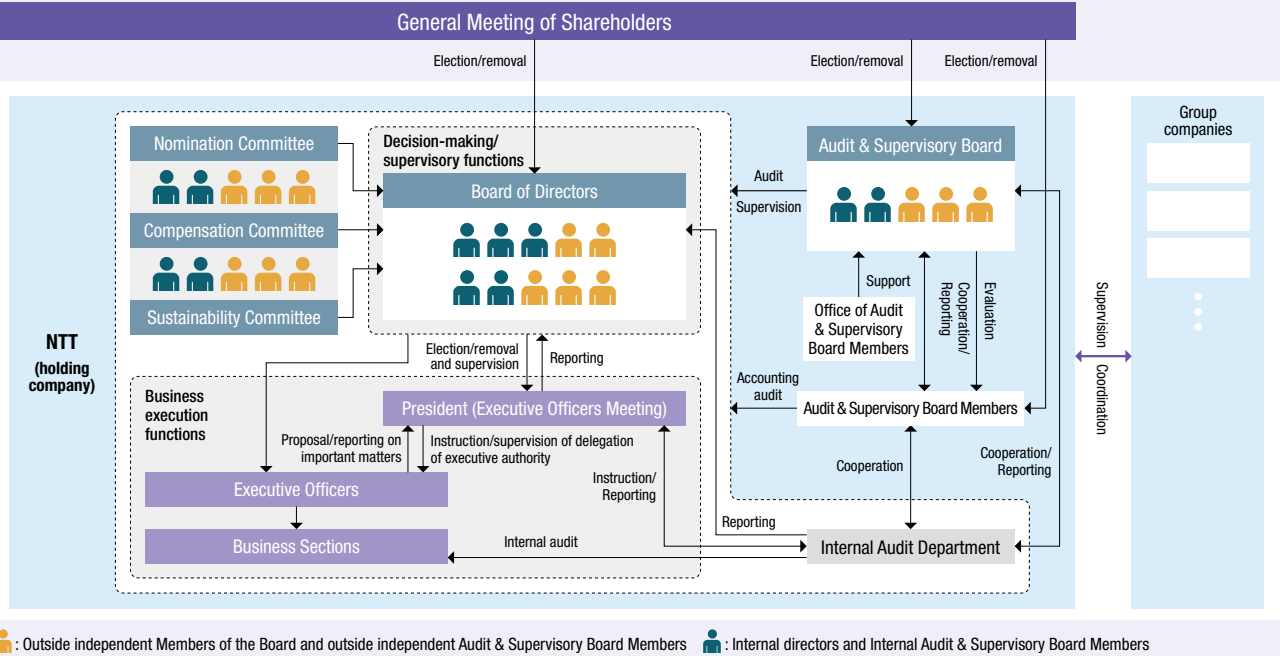 General Meeting of Shareholders
Election/removal
Election/removal
Election/removal
Group
companies
Nomination Committee
Compensation Committee
Sustainability Committee
Decision-making/
supervisory functions
Board of Directors
Audit
Supervision
Audit & Supervisory Board
Support
Office of Audit
& Supervisory
Board Members
Cooperation/
Reporting
Evaluation
Supervision
Coordination
NTT
(holding
company)
Election/removal
and supervision
Reporting
Business
execution
functions
President (Executive Officers Meeting)
Accounting
audit
Audit & Supervisory Board Members
Proposal/reporting on
important matters
Instruction/supervision of delegation
of executive authority
Executive Officers
Business Sections
Instruction/
Reporting
Cooperation
Cooperation/
Reporting
Reporting
Internal audit
Internal Audit Department
: Outside independent Members of the Board and outside independent Audit & Supervisory Board Members
: Internal directors and Internal Audit & Supervisory Board Members